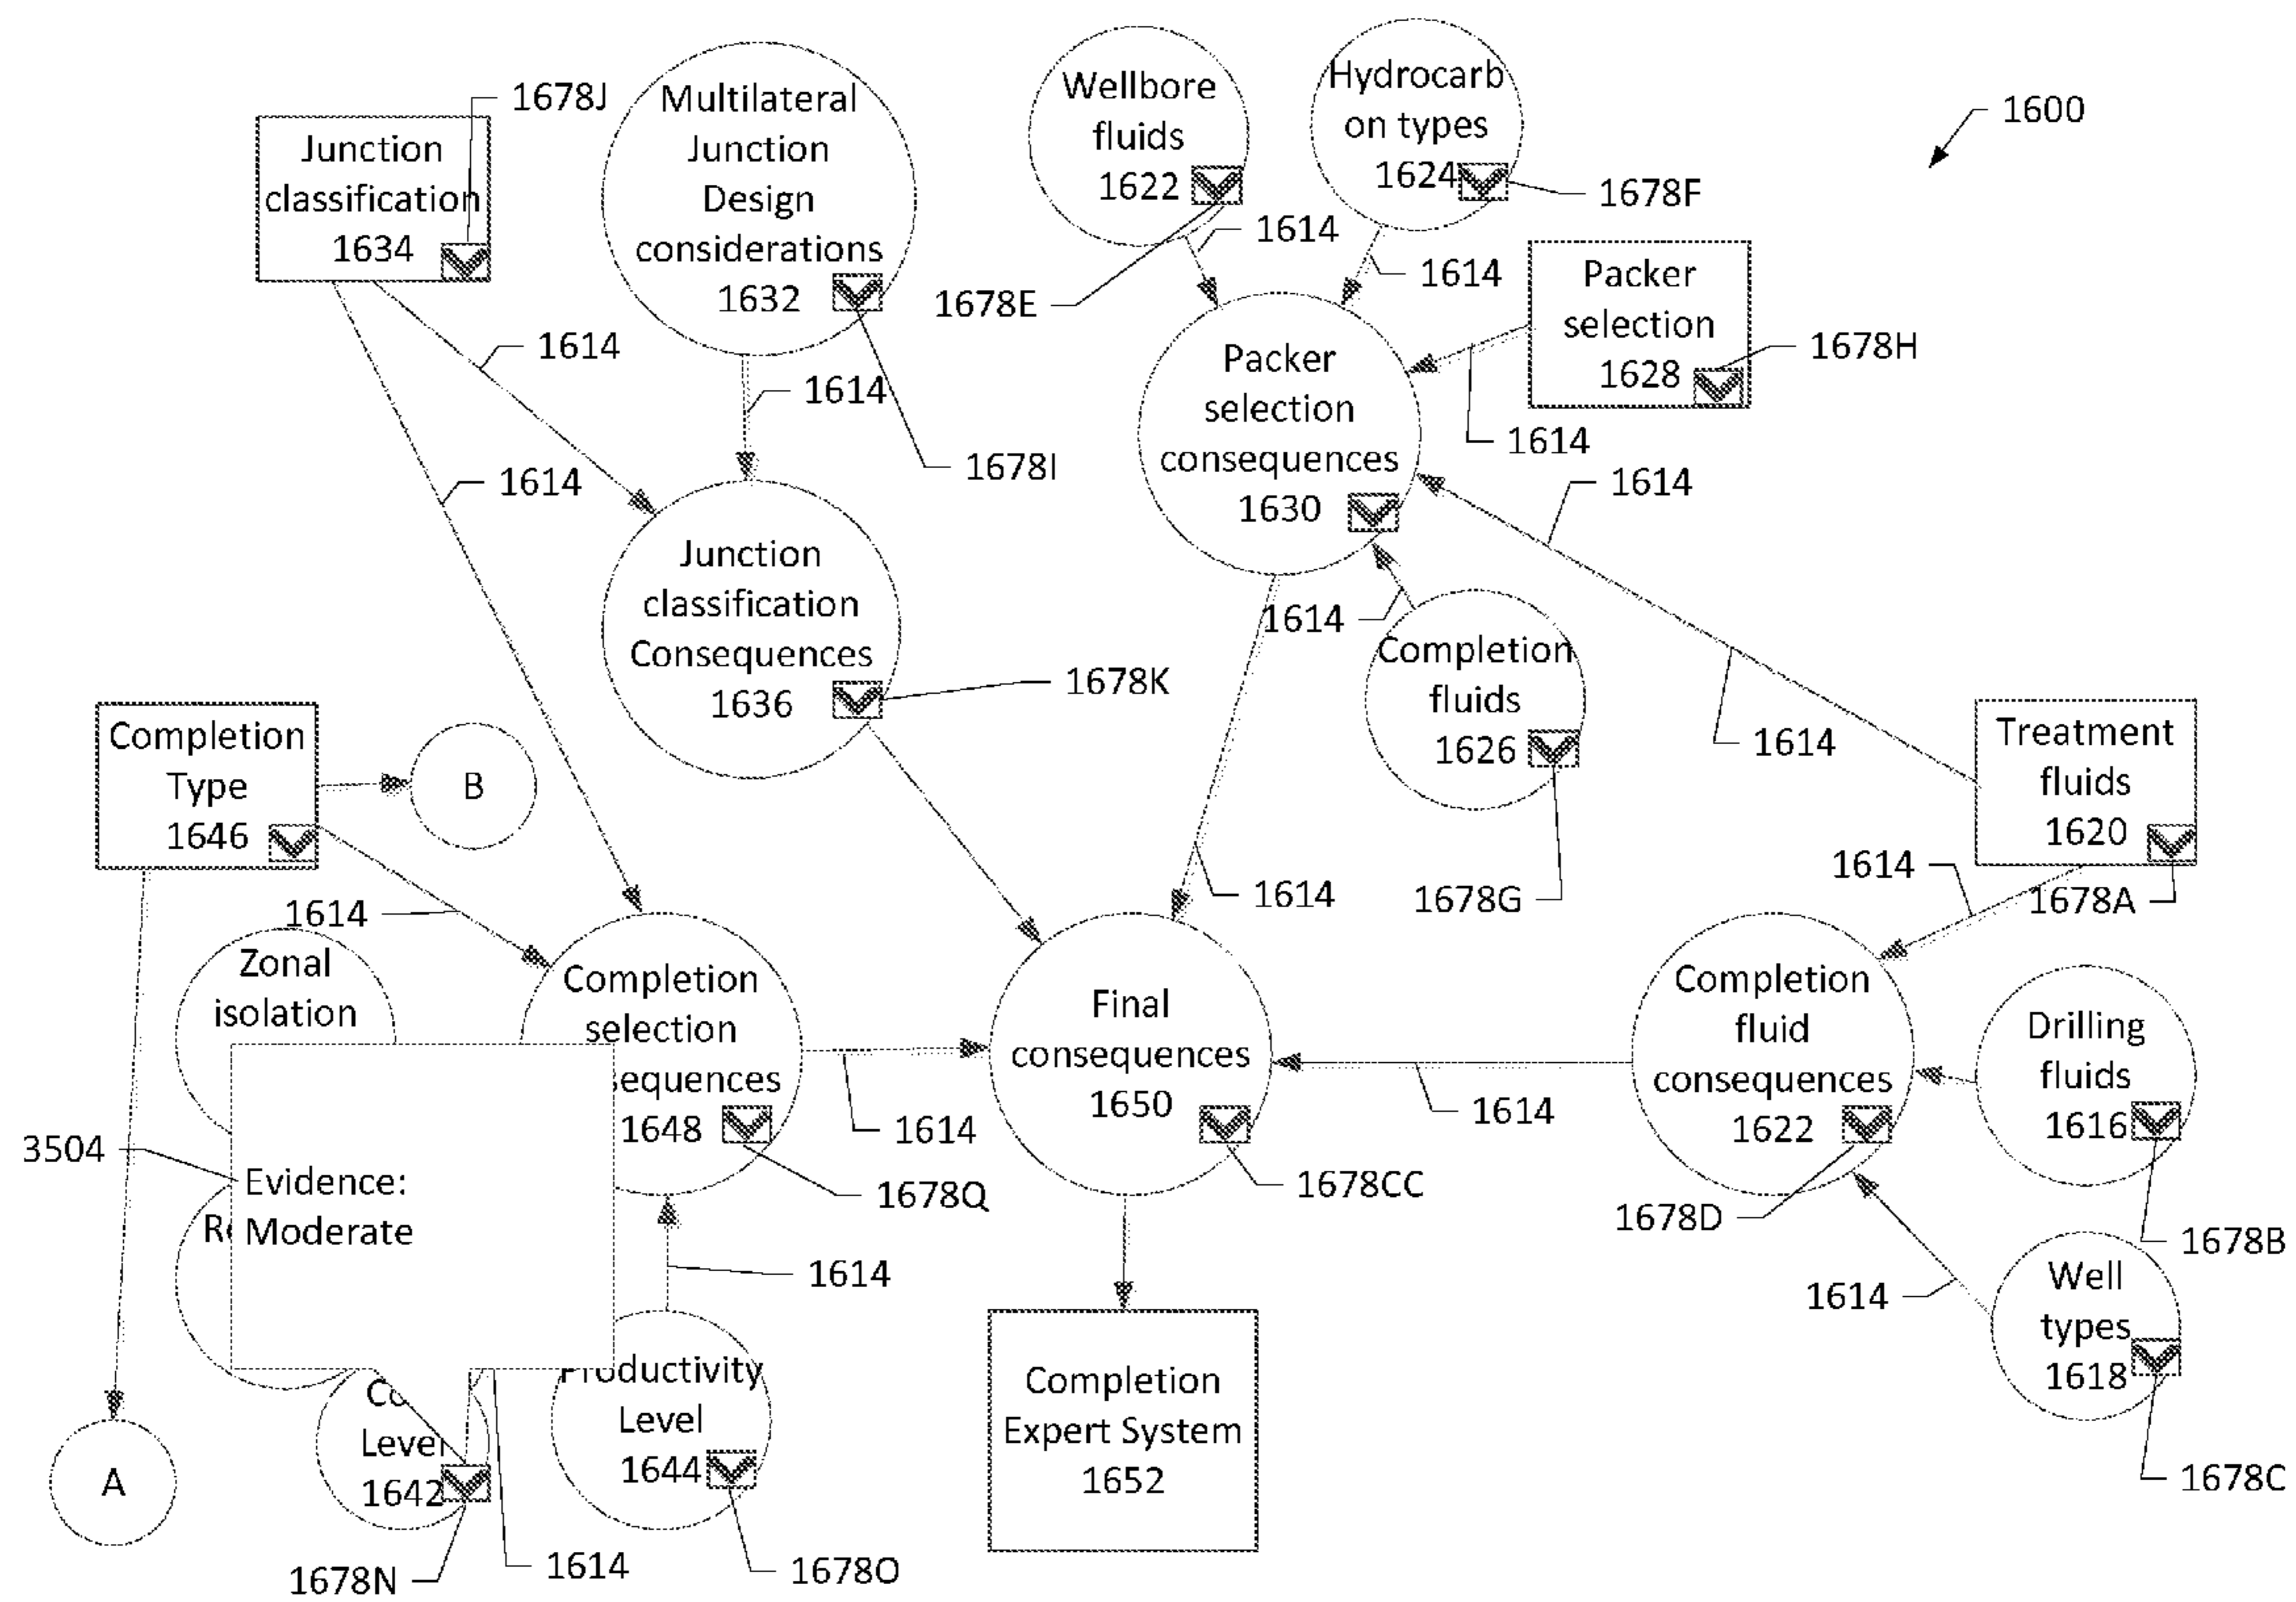 1678J
Junction
classification
1634
Multilateral
Junction
Design
considerations
1632
Wellbore
fluids
1622
Hydrocarb
on types
1624
1600
1678F
1614
1614
1678E
Packer
selection
1628
1678H
1614
1614
1678I
1614
Packer
selection
consequences
1630
1614
1614
Junction
classification
Consequences
1636
1678K
1614
Completion
fluids
1626
1614
Completion
Type
1646
B
Treatment
fluids
1620
1614
1678A
1614
1678G
1614
Zonal
isolation
Completion
selection
sequences
1648
Final
consequences
1650
Completion
fluid
consequences
1622
Drilling
fluids
1616
1614
1614
3504
Evidence:
Moderate
1678Q
1678CC
1678D
1678B
1614
1614
Well
types
1618
Level
1642
Productivity
Level
1644
Completion
Expert System
1652
A
1678N
1614
1678O
1678C